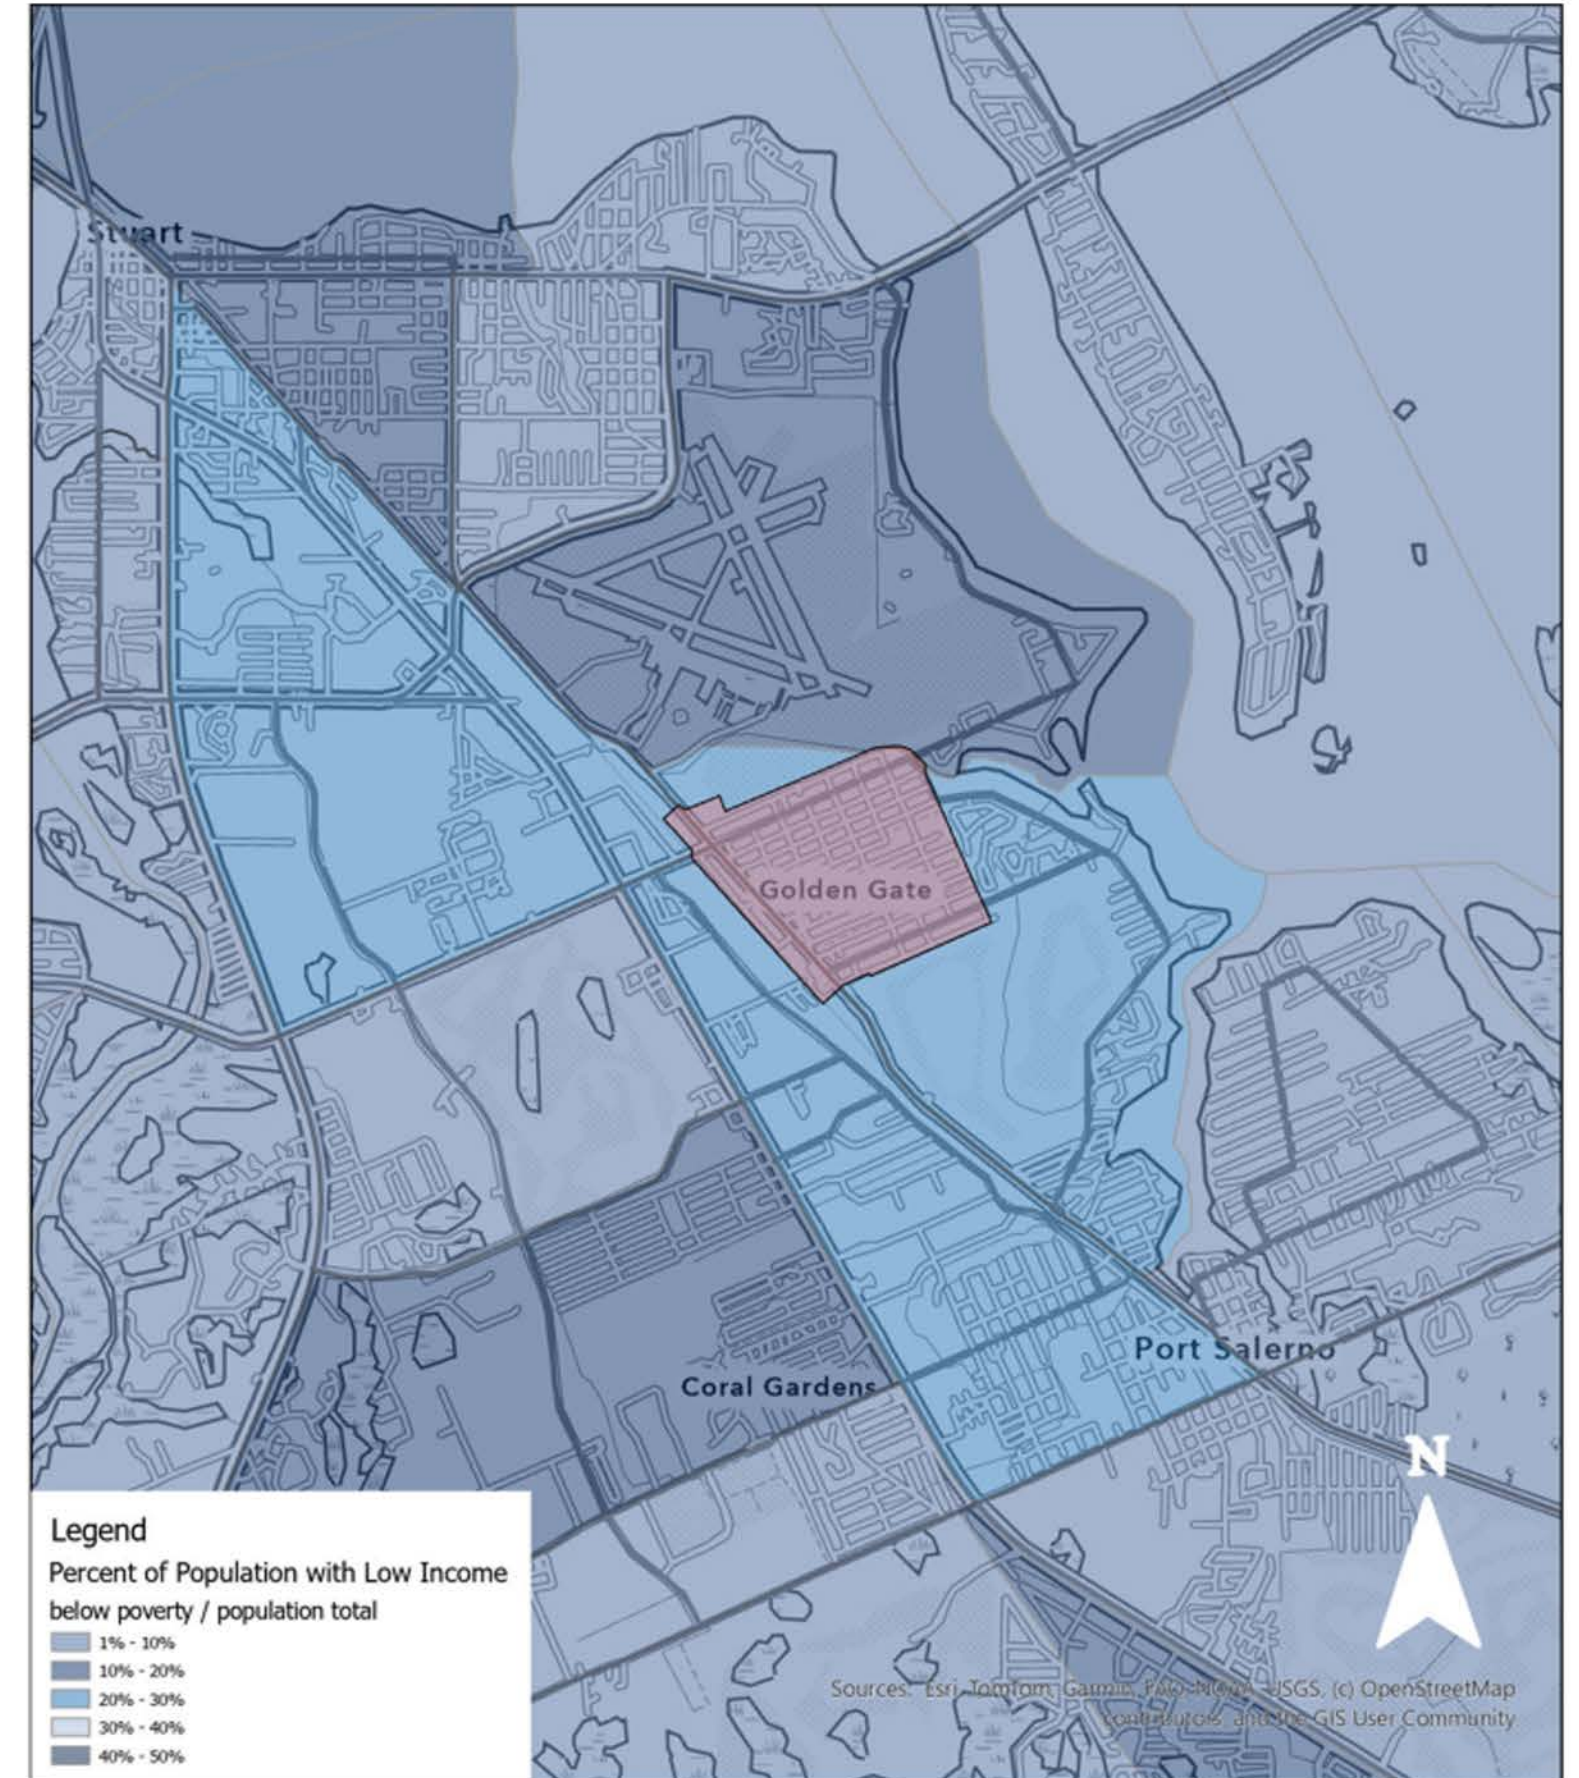 Stuart
Golden Gate
Port Salerno
Coral Gardens
N
Legend
Percent of Population with Low Income
below poverty / population total
1% - 10%
10% - 20%
20% - 30%
30% - 40%
40% - 50%
Sources: Esri, TomTom, Garmin, FAO, NOAA, USGS, (c) OpenStreetMap
contributors, and the GIS User Community